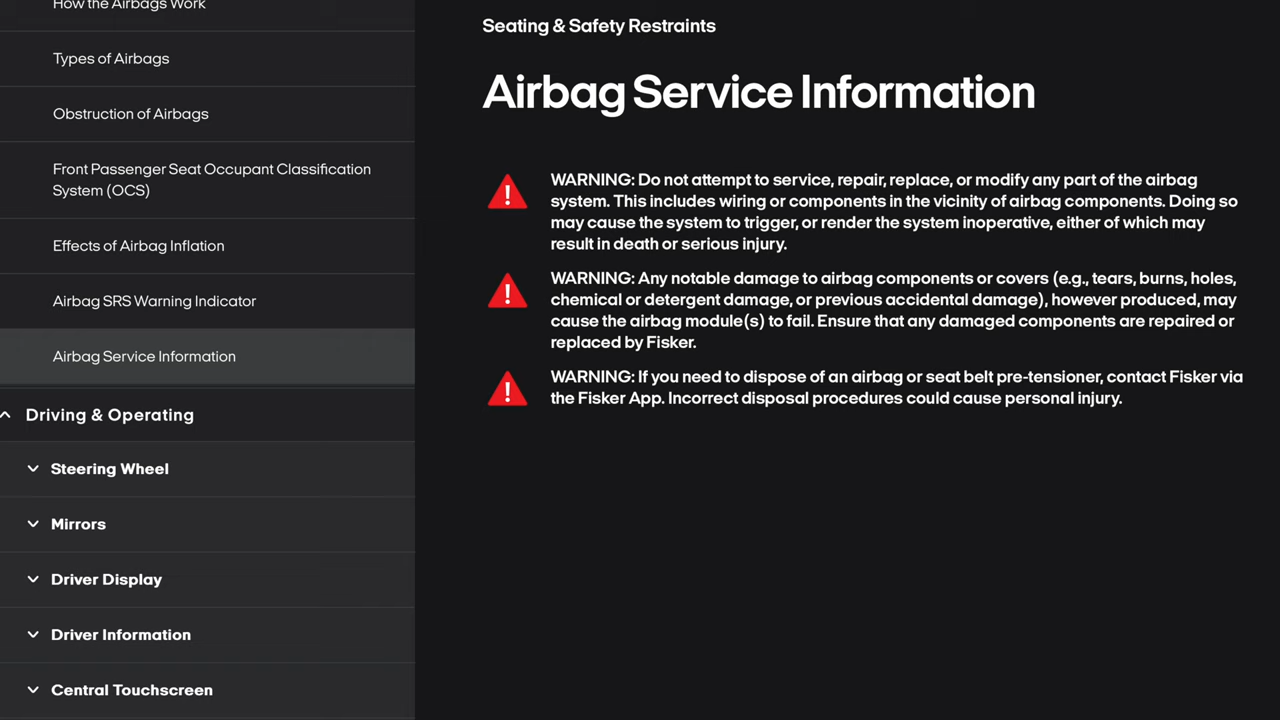 How the Airbags Work
Types of Airbags
Obstruction of Airbags
Front Passenger Seat Occupant Classification
System (OCS)
Effects of Airbag Inflation
Airbag SRS Warning Indicator
Airbag Service Information
Driving & Operating
Steering Wheel
Mirrors
Driver Display
Driver Information
Central Touchscreen
Seating & Safety Restraints
Airbag Service Information
WARNING: Do not attempt to service, repair, replace, or modify any part of the airbag
system. This includes wiring or components in the vicinity of airbag components. Doing so
may cause the system to trigger, or render the system inoperative, either of which may
result in death or serious injury.
WARNING: Any notable damage to airbag components or covers (e.g., tears, burns, holes,
chemical or detergent damage, or previous accidental damage), however produced, may
cause the airbag module(s) to fail. Ensure that any damaged components are repaired or
replaced by Fisker.
WARNING: If you need to dispose of an airbag or seat belt pre-tensioner, contact Fisker via
the Fisker App. Incorrect disposal procedures could cause personal injury.